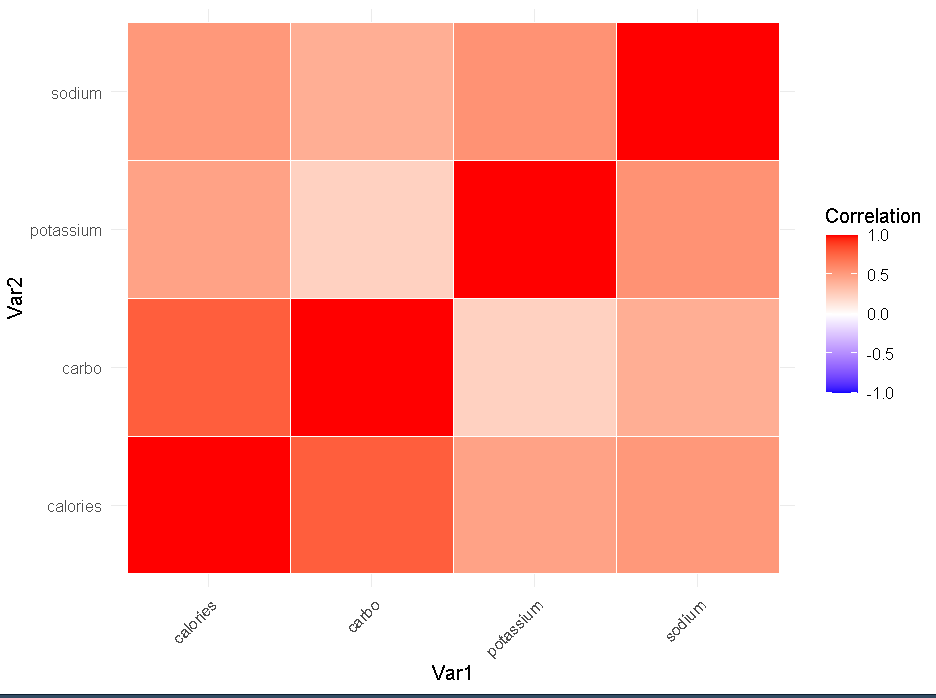 sodium
potassium
carbo
calories
Var2
calories
carbo
potassium
sodium
Var1
Correlation
1.0
0.5
0.0
-0.5
-1.0